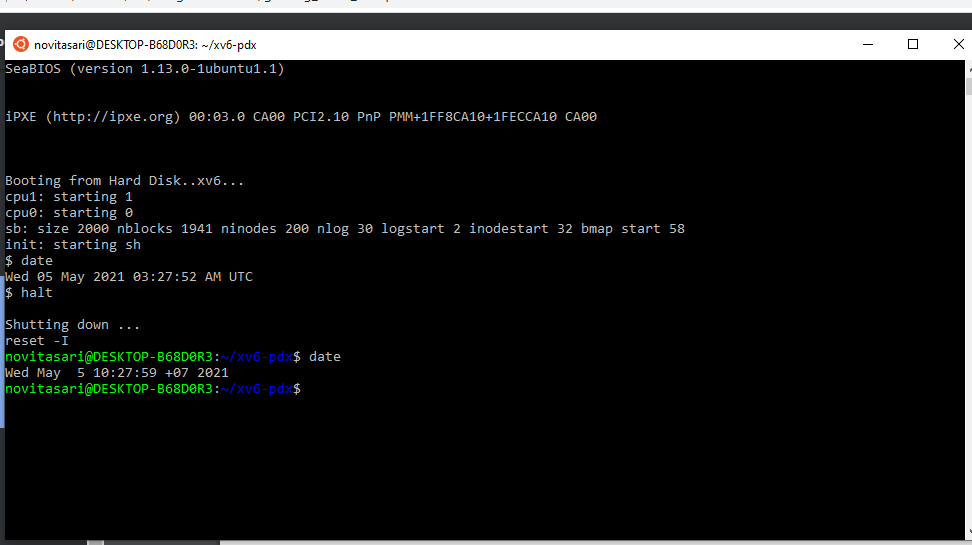 novitasari@DESKTOP-B68D0R3: ~/xv6-pdx
SeaBIOS (version 1.13.0-1ubuntu1.1)
iPXE (http://ipxe.org) 00:03.0 CA00 PCI2.10 PnP PMM+1FF8CA10+1FECCA10 CA00
Booting from Hard Disk..xv6...
cpu1: starting 1
cpu0: starting 0
sb: size 2000 nblocks 1941 ninodes 200 nlog 30 logstart 2 inodestart 32 bmap start 58
init: starting sh
$ date
Wed 05 May 2021 03:27:52 AM UTC
$ halt
Shutting down ...
reset -I
novitasari@DESKTOP-B68D0R3:~/xv6-pdx$ date
Wed May  5 10:27:59 +07 2021
novitasari@DESKTOP-B68D0R3:~/xv6-pdx$